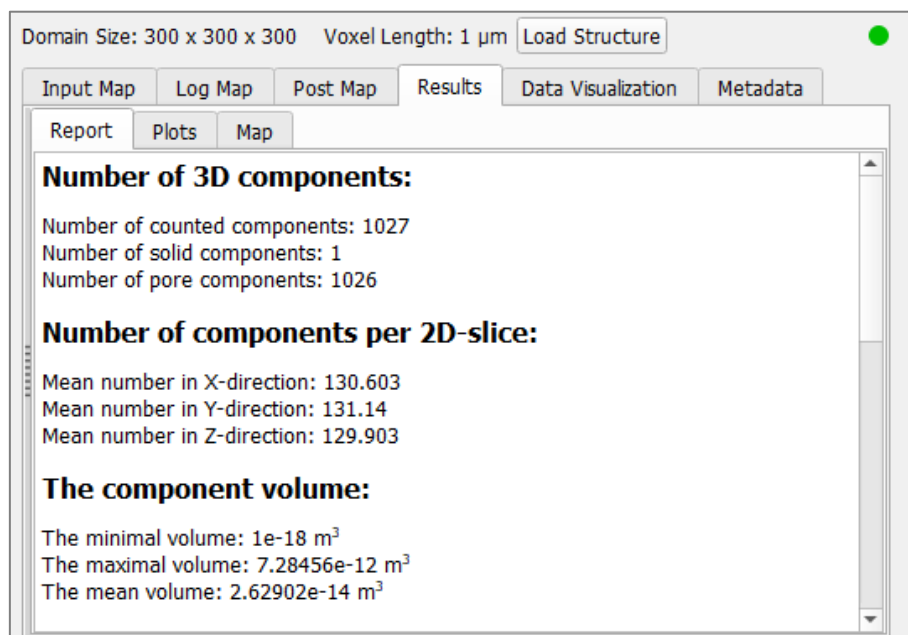 Domain Size: 300 x 300 x 300 Voxel Length: 1 µm Load Structure
Input Map Log Map Post Map Results Data Visualization Metadata
Report Plots Map
Number of 3D components:
Number of counted components: 1027
Number of solid components: 1
Number of pore components: 1026
Number of components per 2D-slice:
Mean number in X-direction: 130.603
Mean number in Y-direction: 131.14
Mean number in Z-direction: 129.903
The component volume:
The minimal volume: 1e-18 m³
The maximal volume: 7.28456e-12 m³
The mean volume: 2.62902e-14 m³